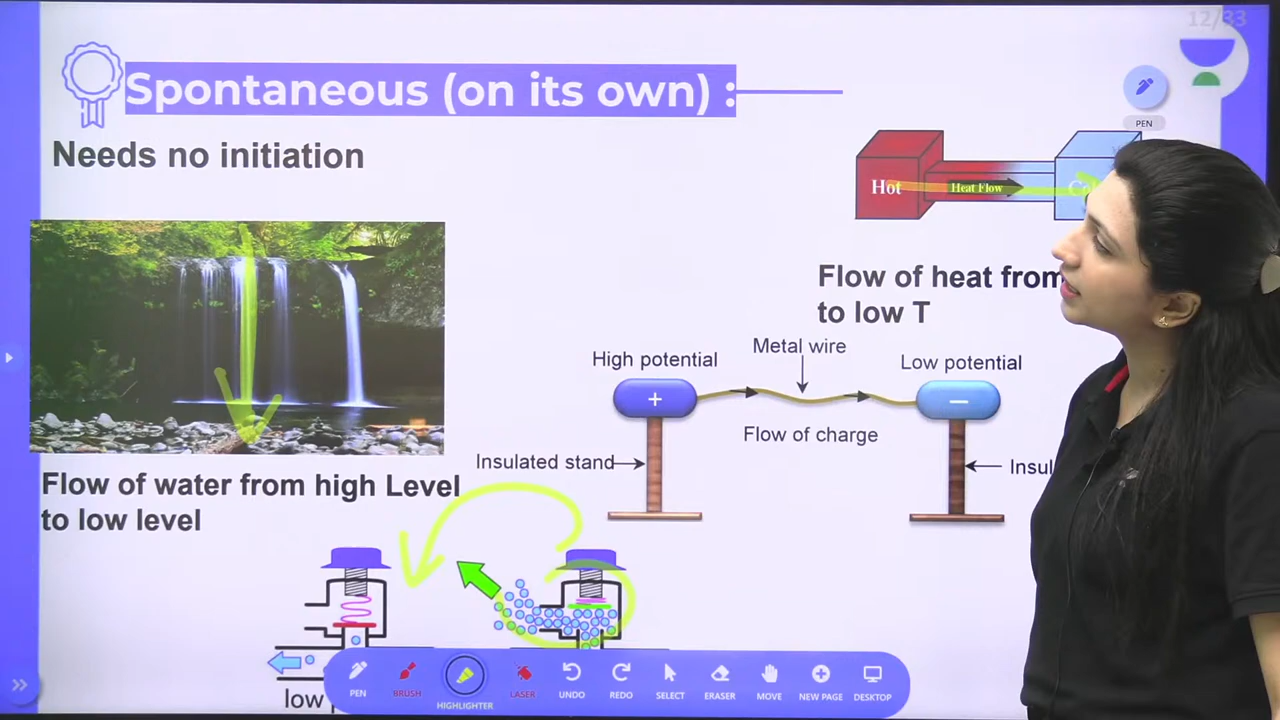 12/33
Spontaneous (on its own) :
PEN
Needs no initiation
Hot
Heat Flow
Flow of heat from
to low T
High potential
Metal wire
Low potential
+
−
Flow of charge
Insulated stand
Flow of water from high Level
to low level
low
PEN
BRUSH
HIGHLIGHTER
LASER
UNDO
REDO
SELECT
ERASER
MOVE
NEW PAGE
DESKTOP